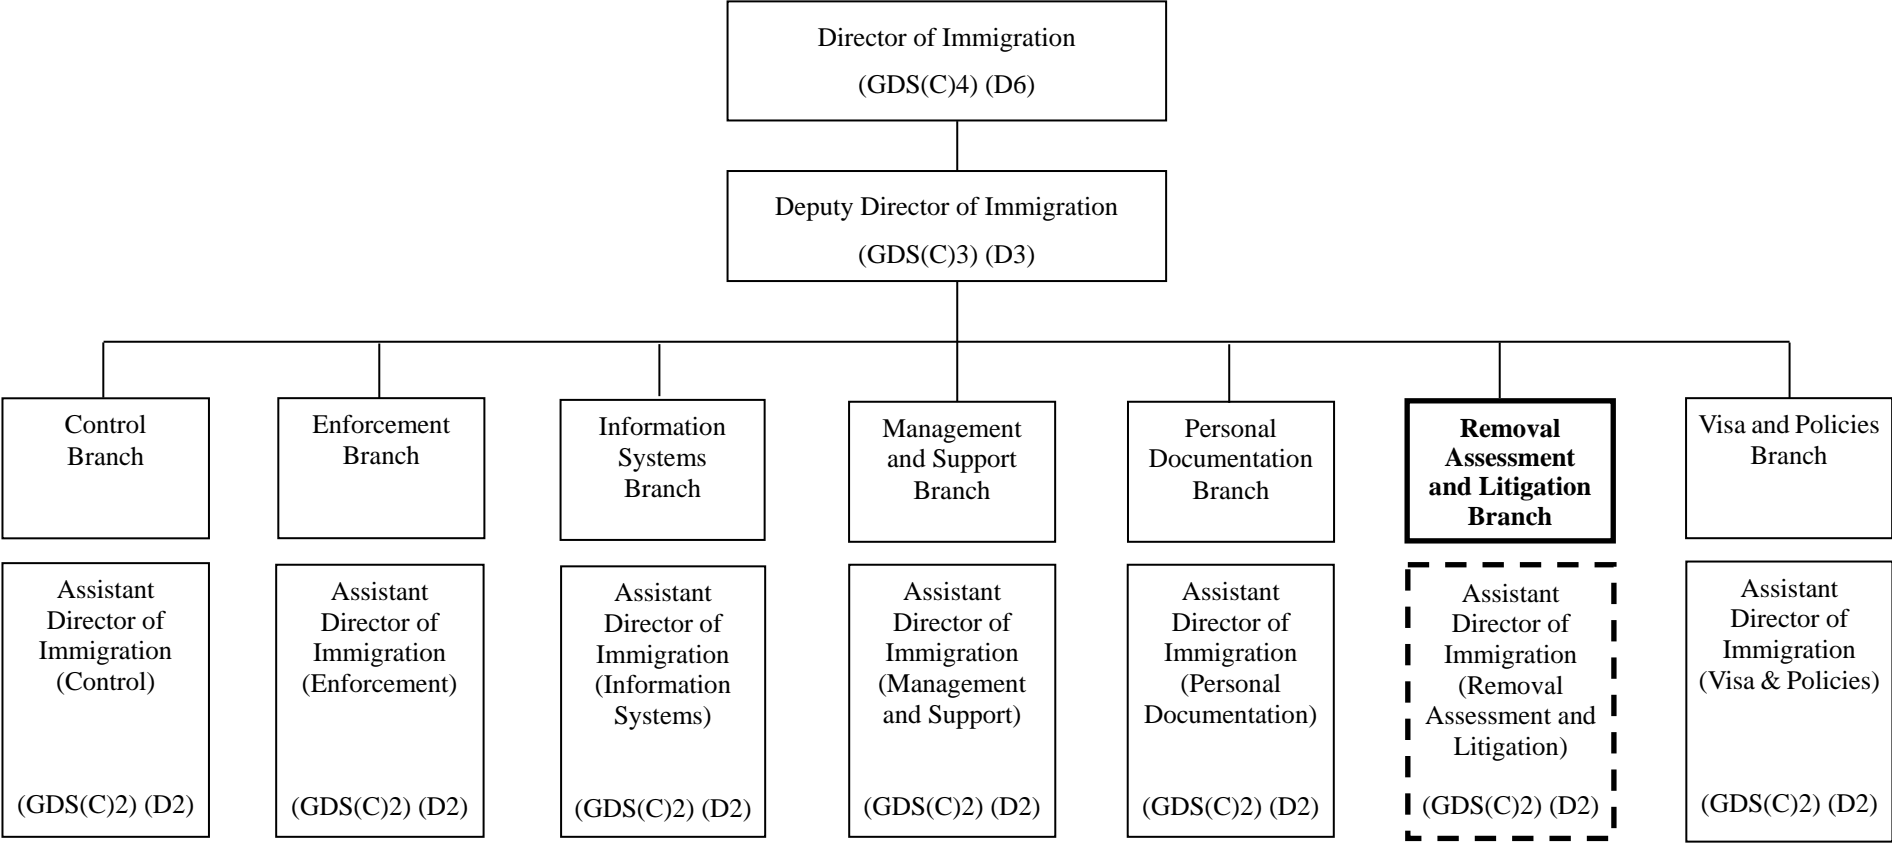 Director of Immigration
(GDS(C)4) (D6)
Deputy Director of Immigration
(GDS(C)3) (D3)
Control
Branch
Enforcement
Branch
Information
Systems
Branch
Management
and Support
Branch
Personal
Documentation
Branch
Removal
Assessment
and Litigation
Branch
Visa and Policies
Branch
Assistant
Director of
Immigration
(Control)
(GDS(C)2) (D2)
Assistant
Director of
Immigration
(Enforcement)
(GDS(C)2) (D2)
Assistant
Director of
Immigration
(Information
Systems)
(GDS(C)2) (D2)
Assistant
Director of
Immigration
(Management
and Support)
(GDS(C)2) (D2)
Assistant
Director of
Immigration
(Personal
Documentation)
(GDS(C)2) (D2)
Assistant
Director of
Immigration
(Removal
Assessment and
Litigation)
(GDS(C)2) (D2)
Assistant
Director of
Immigration
(Visa & Policies)
(GDS(C)2) (D2)